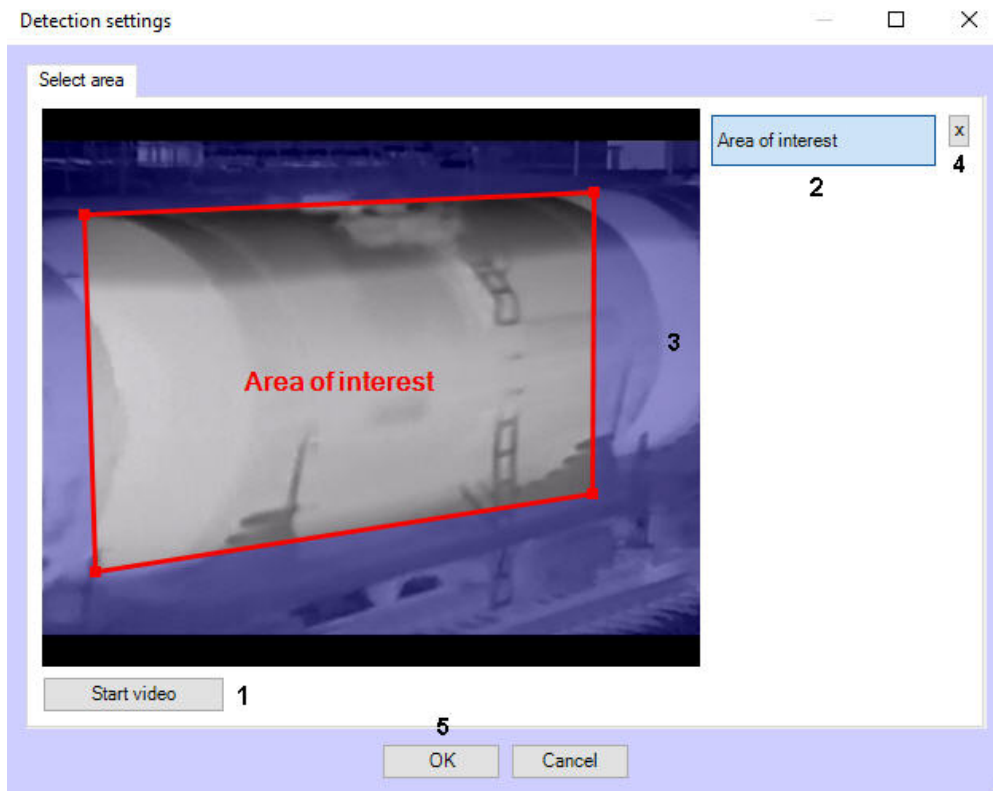 Detection settings
Select area
Area of interest
x
4
2
3
Area of interest
Start video
1
5
OK
Cancel